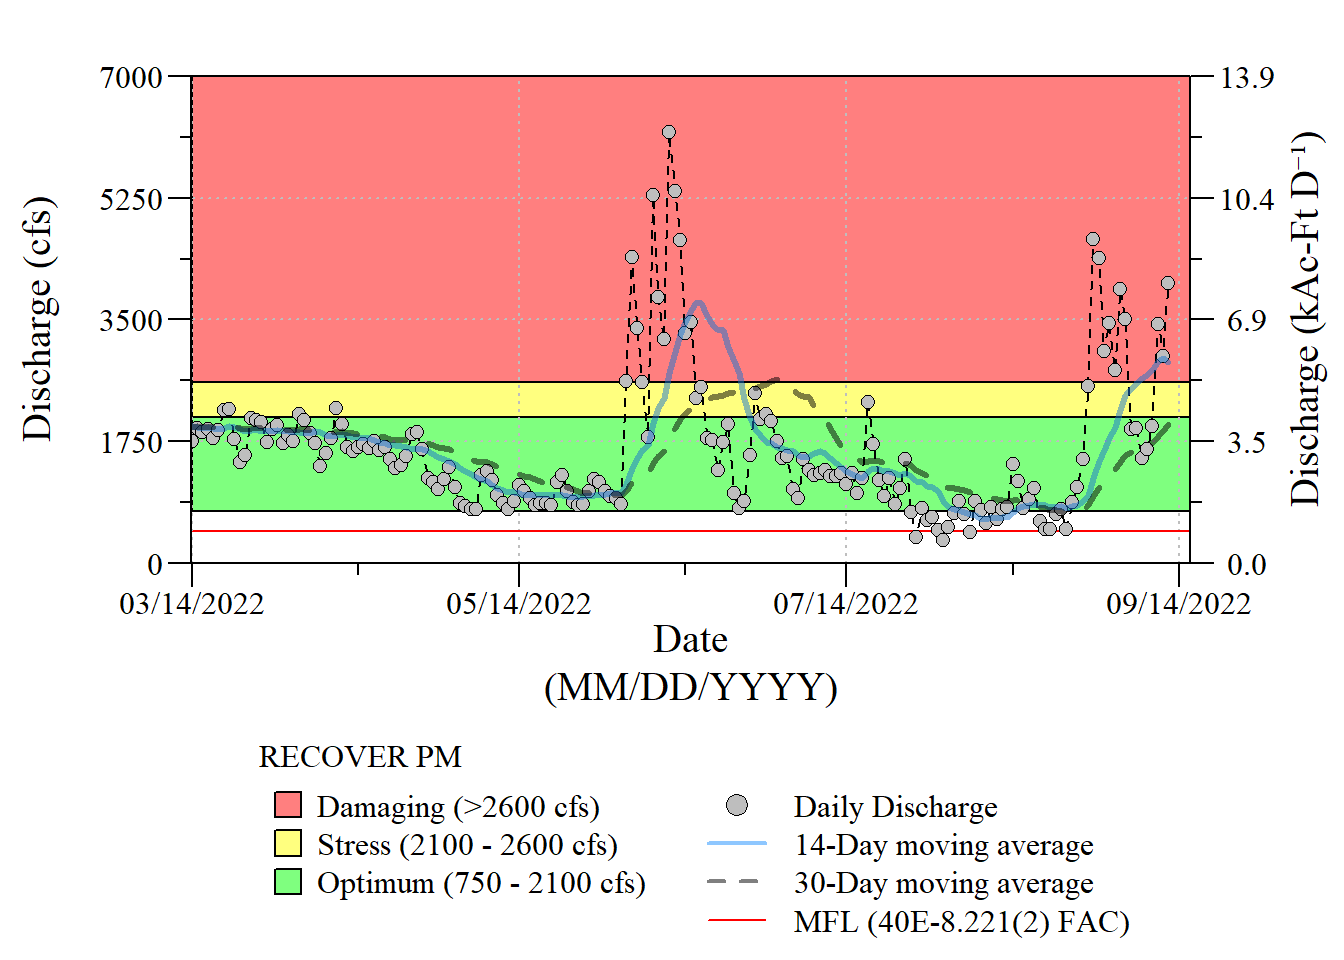 7000
5250
3500
1750
0
Discharge (cfs)
13.9
10.4
6.9
3.5
0.0
Discharge (kAc-Ft D⁻¹)
03/14/2022
05/14/2022
07/14/2022
09/14/2022
Date
(MM/DD/YYYY)
RECOVER PM
Damaging (>2600 cfs)
Stress (2100 - 2600 cfs)
Optimum (750 - 2100 cfs)
Daily Discharge
14-Day moving average
30-Day moving average
MFL (40E-8.221(2) FAC)